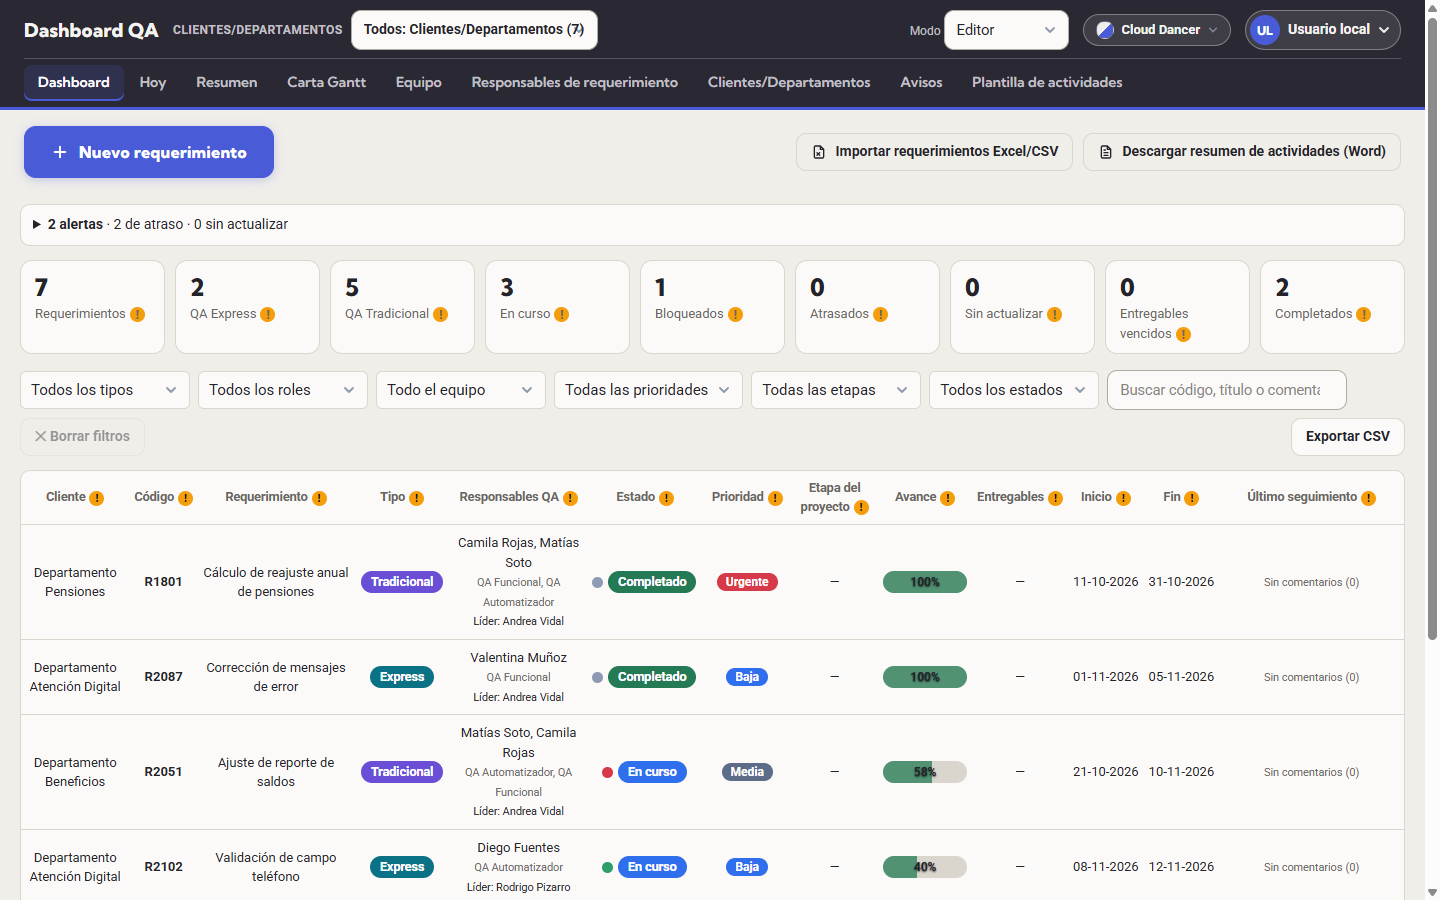 Dashboard QA CLIENTES/DEPARTAMENTOS Todos: Clientes/Departamentos (7) Modo Editor Cloud Dancer UL Usuario local
Dashboard Hoy Resumen Carta Gantt Equipo Responsables de requerimiento Clientes/Departamentos Avisos Plantilla de actividades
+ Nuevo requerimiento Importar requerimientos Excel/CSV Descargar resumen de actividades (Word)
2 alertas · 2 de atraso · 0 sin actualizar
7 2 5 3 1 0 0 0 2
Requerimientos ! QA Express ! QA Tradicional ! En curso ! Bloqueados ! Atrasados ! Sin actualizar ! Entregables Completados !
vencidos !
Todos los tipos Todos los roles Todo el equipo Todas las prioridades Todas las etapas Todos los estados Buscar código, título o comenta
Borrar filtros Exportar CSV
Cliente ! Código ! Requerimiento ! Tipo ! Responsables QA ! Estado ! Prioridad ! Etapa del Avance ! Entregables ! Inicio ! Fin ! Último seguimiento !
proyecto !
Camila Rojas, Matías
Soto
Departamento R1801 Cálculo de reajuste anual Tradicional QA Funcional, QA Completado Urgente — 100% — 11-10-2026 31-10-2026 Sin comentarios (0)
Pensiones de pensiones Automatizador
Líder: Andrea Vidal
Valentina Muñoz
Departamento R2087 Corrección de mensajes Express QA Funcional Completado Baja — 100% — 01-11-2026 05-11-2026 Sin comentarios (0)
Atención Digital de error Líder: Andrea Vidal
Matías Soto, Camila
Rojas
Departamento R2051 Ajuste de reporte de Tradicional QA Automatizador, QA En curso Media — 58% — 21-10-2026 10-11-2026 Sin comentarios (0)
Beneficios saldos Funcional
Líder: Andrea Vidal
Diego Fuentes
Departamento R2102 Validación de campo Express QA Automatizador En curso Baja — 40% — 08-11-2026 12-11-2026 Sin comentarios (0)
Atención Digital teléfono Líder: Rodrigo Pizarro